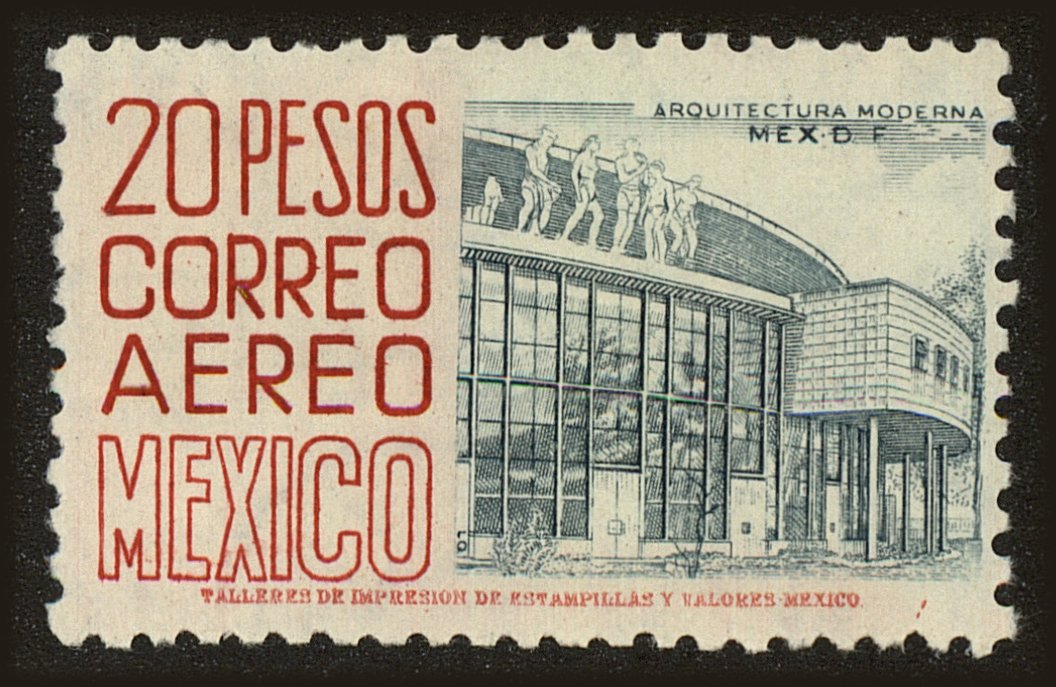 20 PESOS
CORREO
AEREO
MEXICO
ARQUITECTURA MODERNA
MEX·D F
TALLERES DE IMPRESION DE ESTAMPILLAS Y VALORES-MEXICO.